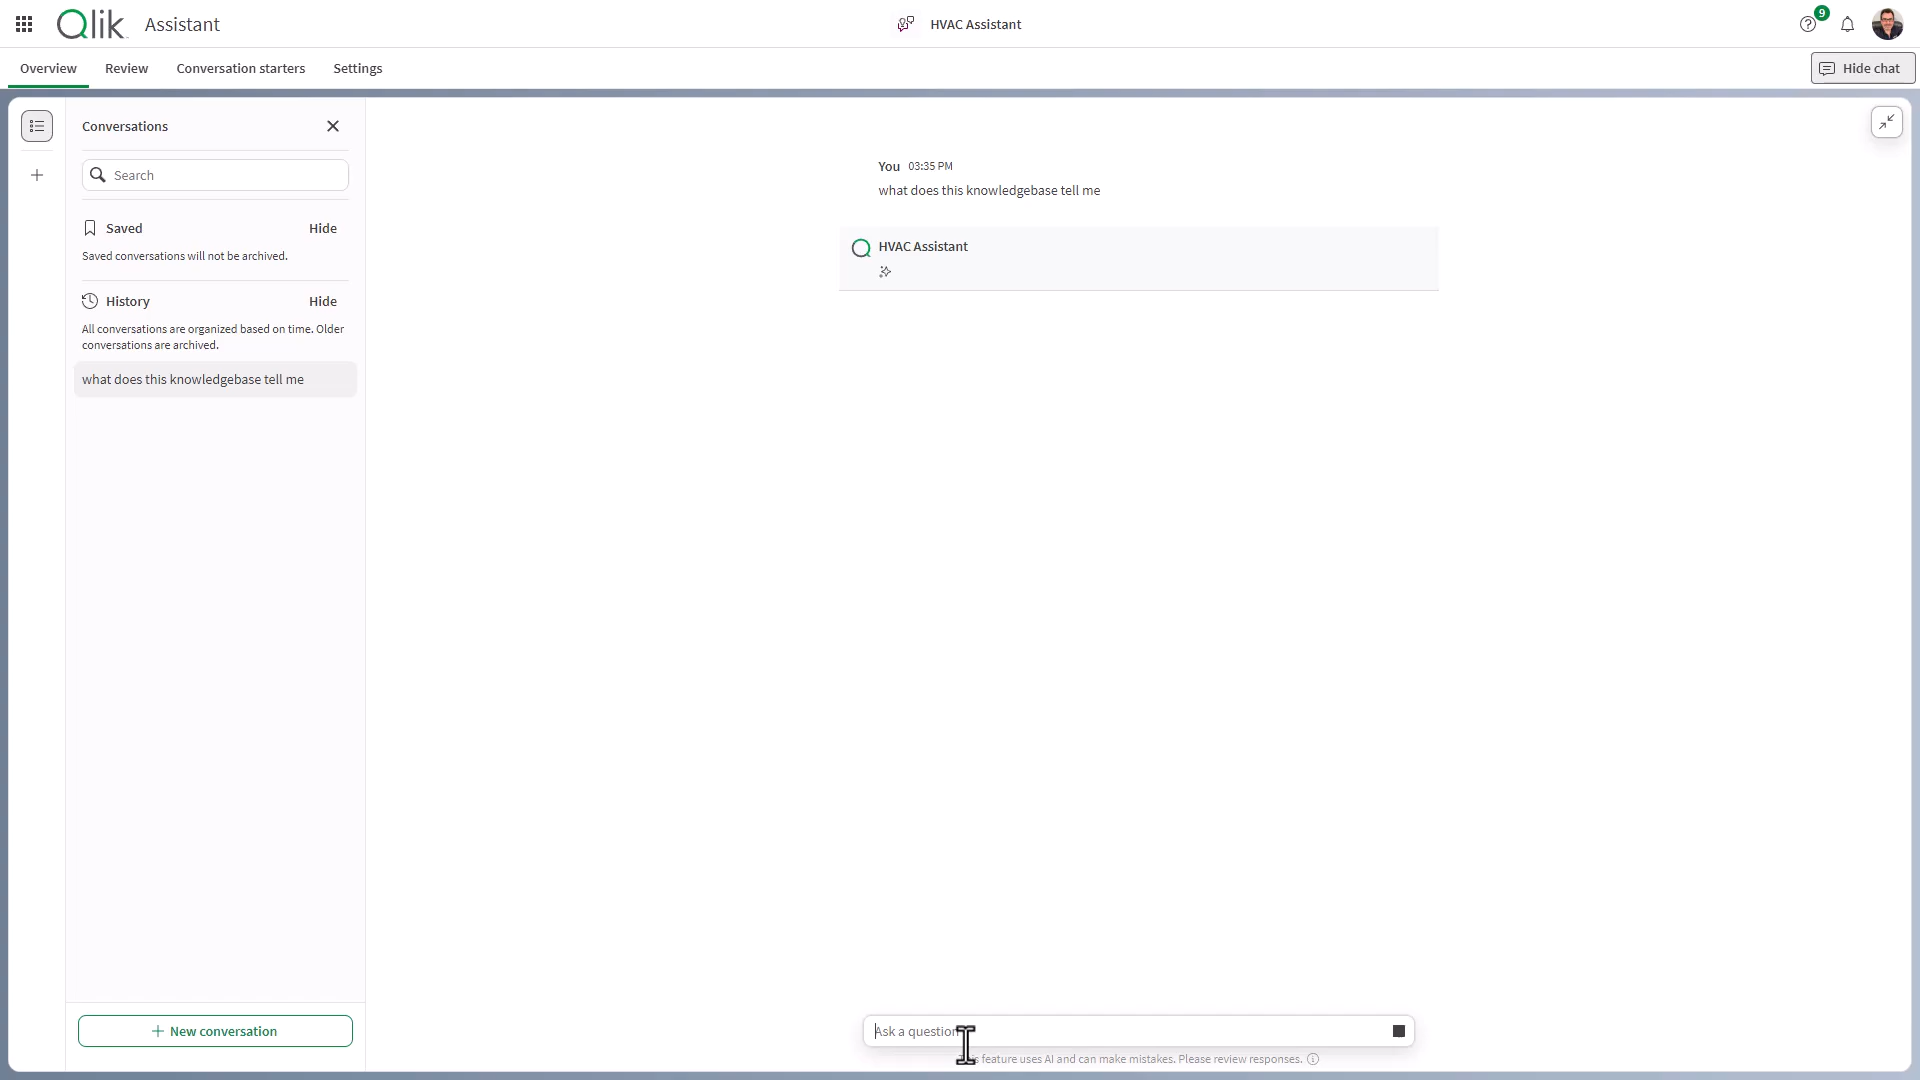 Qlik Assistant
HVAC Assistant
9
Overview
Review
Conversation starters
Settings
Hide chat
Conversations
Search
Saved
Hide
Saved conversations will not be archived.
History
Hide
All conversations are organized based on time. Older
conversations are archived.
what does this knowledgebase tell me
New conversation
You 03:35 PM
what does this knowledgebase tell me
HVAC Assistant
Ask a question
feature uses AI and can make mistakes. Please review responses.